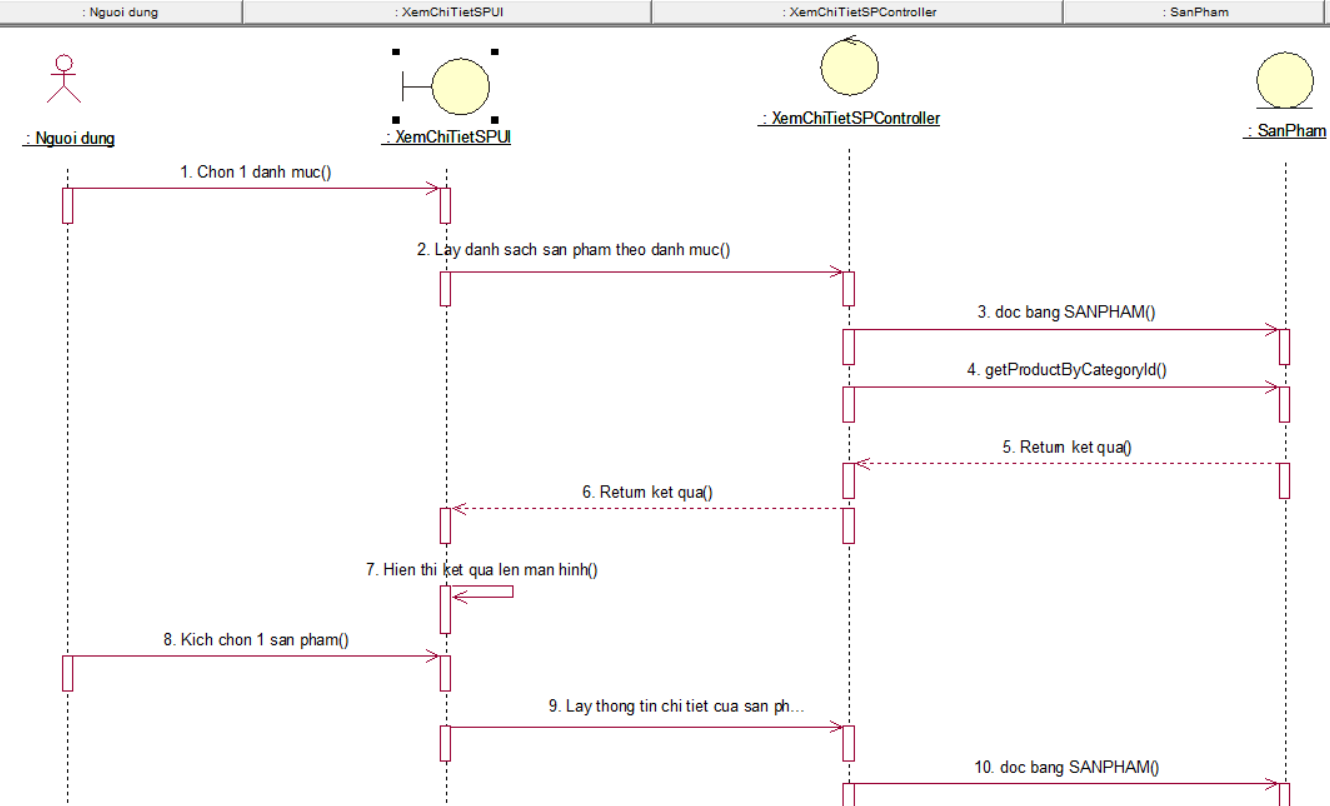 : Nguoi dung
: XemChiTietSPUI
: XemChiTietSPController
: SanPham
: Nguoi dung
: XemChiTietSPUI
: XemChiTietSPController
: SanPham
1. Chon 1 danh muc()
2. Lay danh sach san pham theo danh muc()
3. doc bang SANPHAM()
4. getProductByCategoryId()
5. Return ket qua()
6. Return ket qua()
7. Hien thi ket qua len man hinh()
8. Kich chon 1 san pham()
9. Lay thong tin chi tiet cua san ph...
10. doc bang SANPHAM()